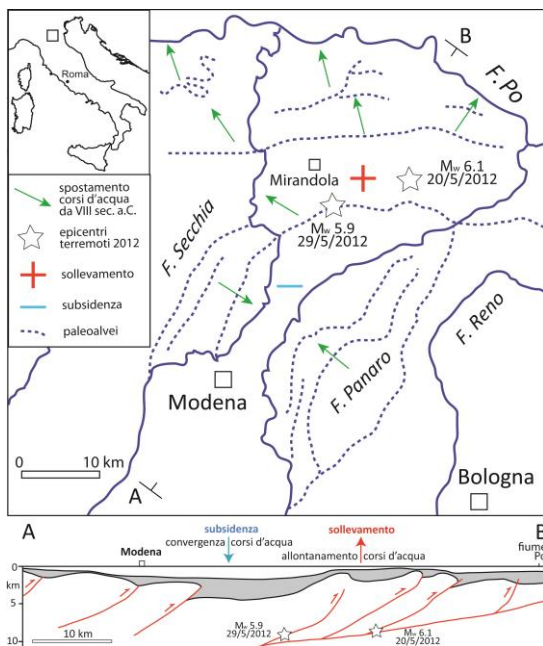 Roma
spostamento
corsi d'acqua
da VIII sec. a.C.
epicentri
terremoti 2012
sollevamento
subsidenza
paleoalvei
0 10 km
B
F. Po
Mirandola
Mw 6.1
20/5/2012
Mw 5.9
29/5/2012
F. Secchia
Modena
F. Panaro
F. Reno
Bologna
A
A
subsidenza
convergenza corsi d'acqua
sollevamento
allontanamento corsi d'acqua
B
fiume
Po
Modena
0
km
5
10
10 km
Mw 5.9
29/5/2012
Mw 6.1
20/5/2012